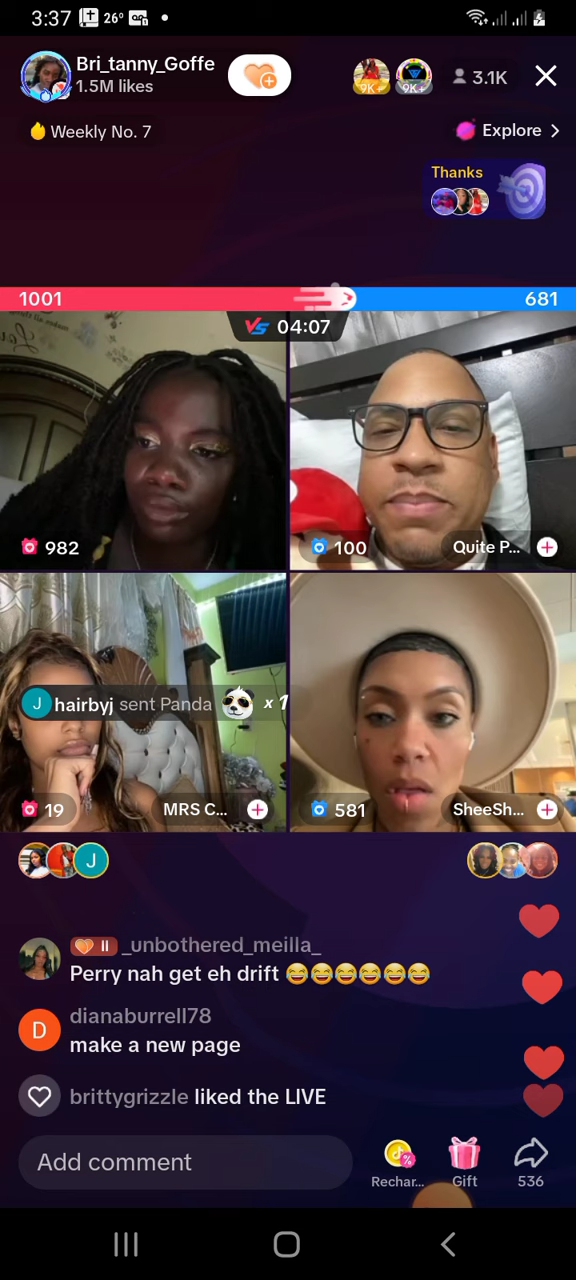 3:37 26°
Bri_tanny_Goffe
1.5M likes
9K+ 9K+
3.1K
Weekly No. 7
Explore
Thanks
1001
681
VS 04:07
982
100
Quite P...
J hairbyj sent Panda x 1
19
MRS C...
581
SheeSh...
J
II _unbothered_meilla_
Perry nah get eh drift 😂😂😂😂😂😂
D dianaburrell78
make a new page
brittygrizzle liked the LIVE
Add comment
Rechar...
Gift
536